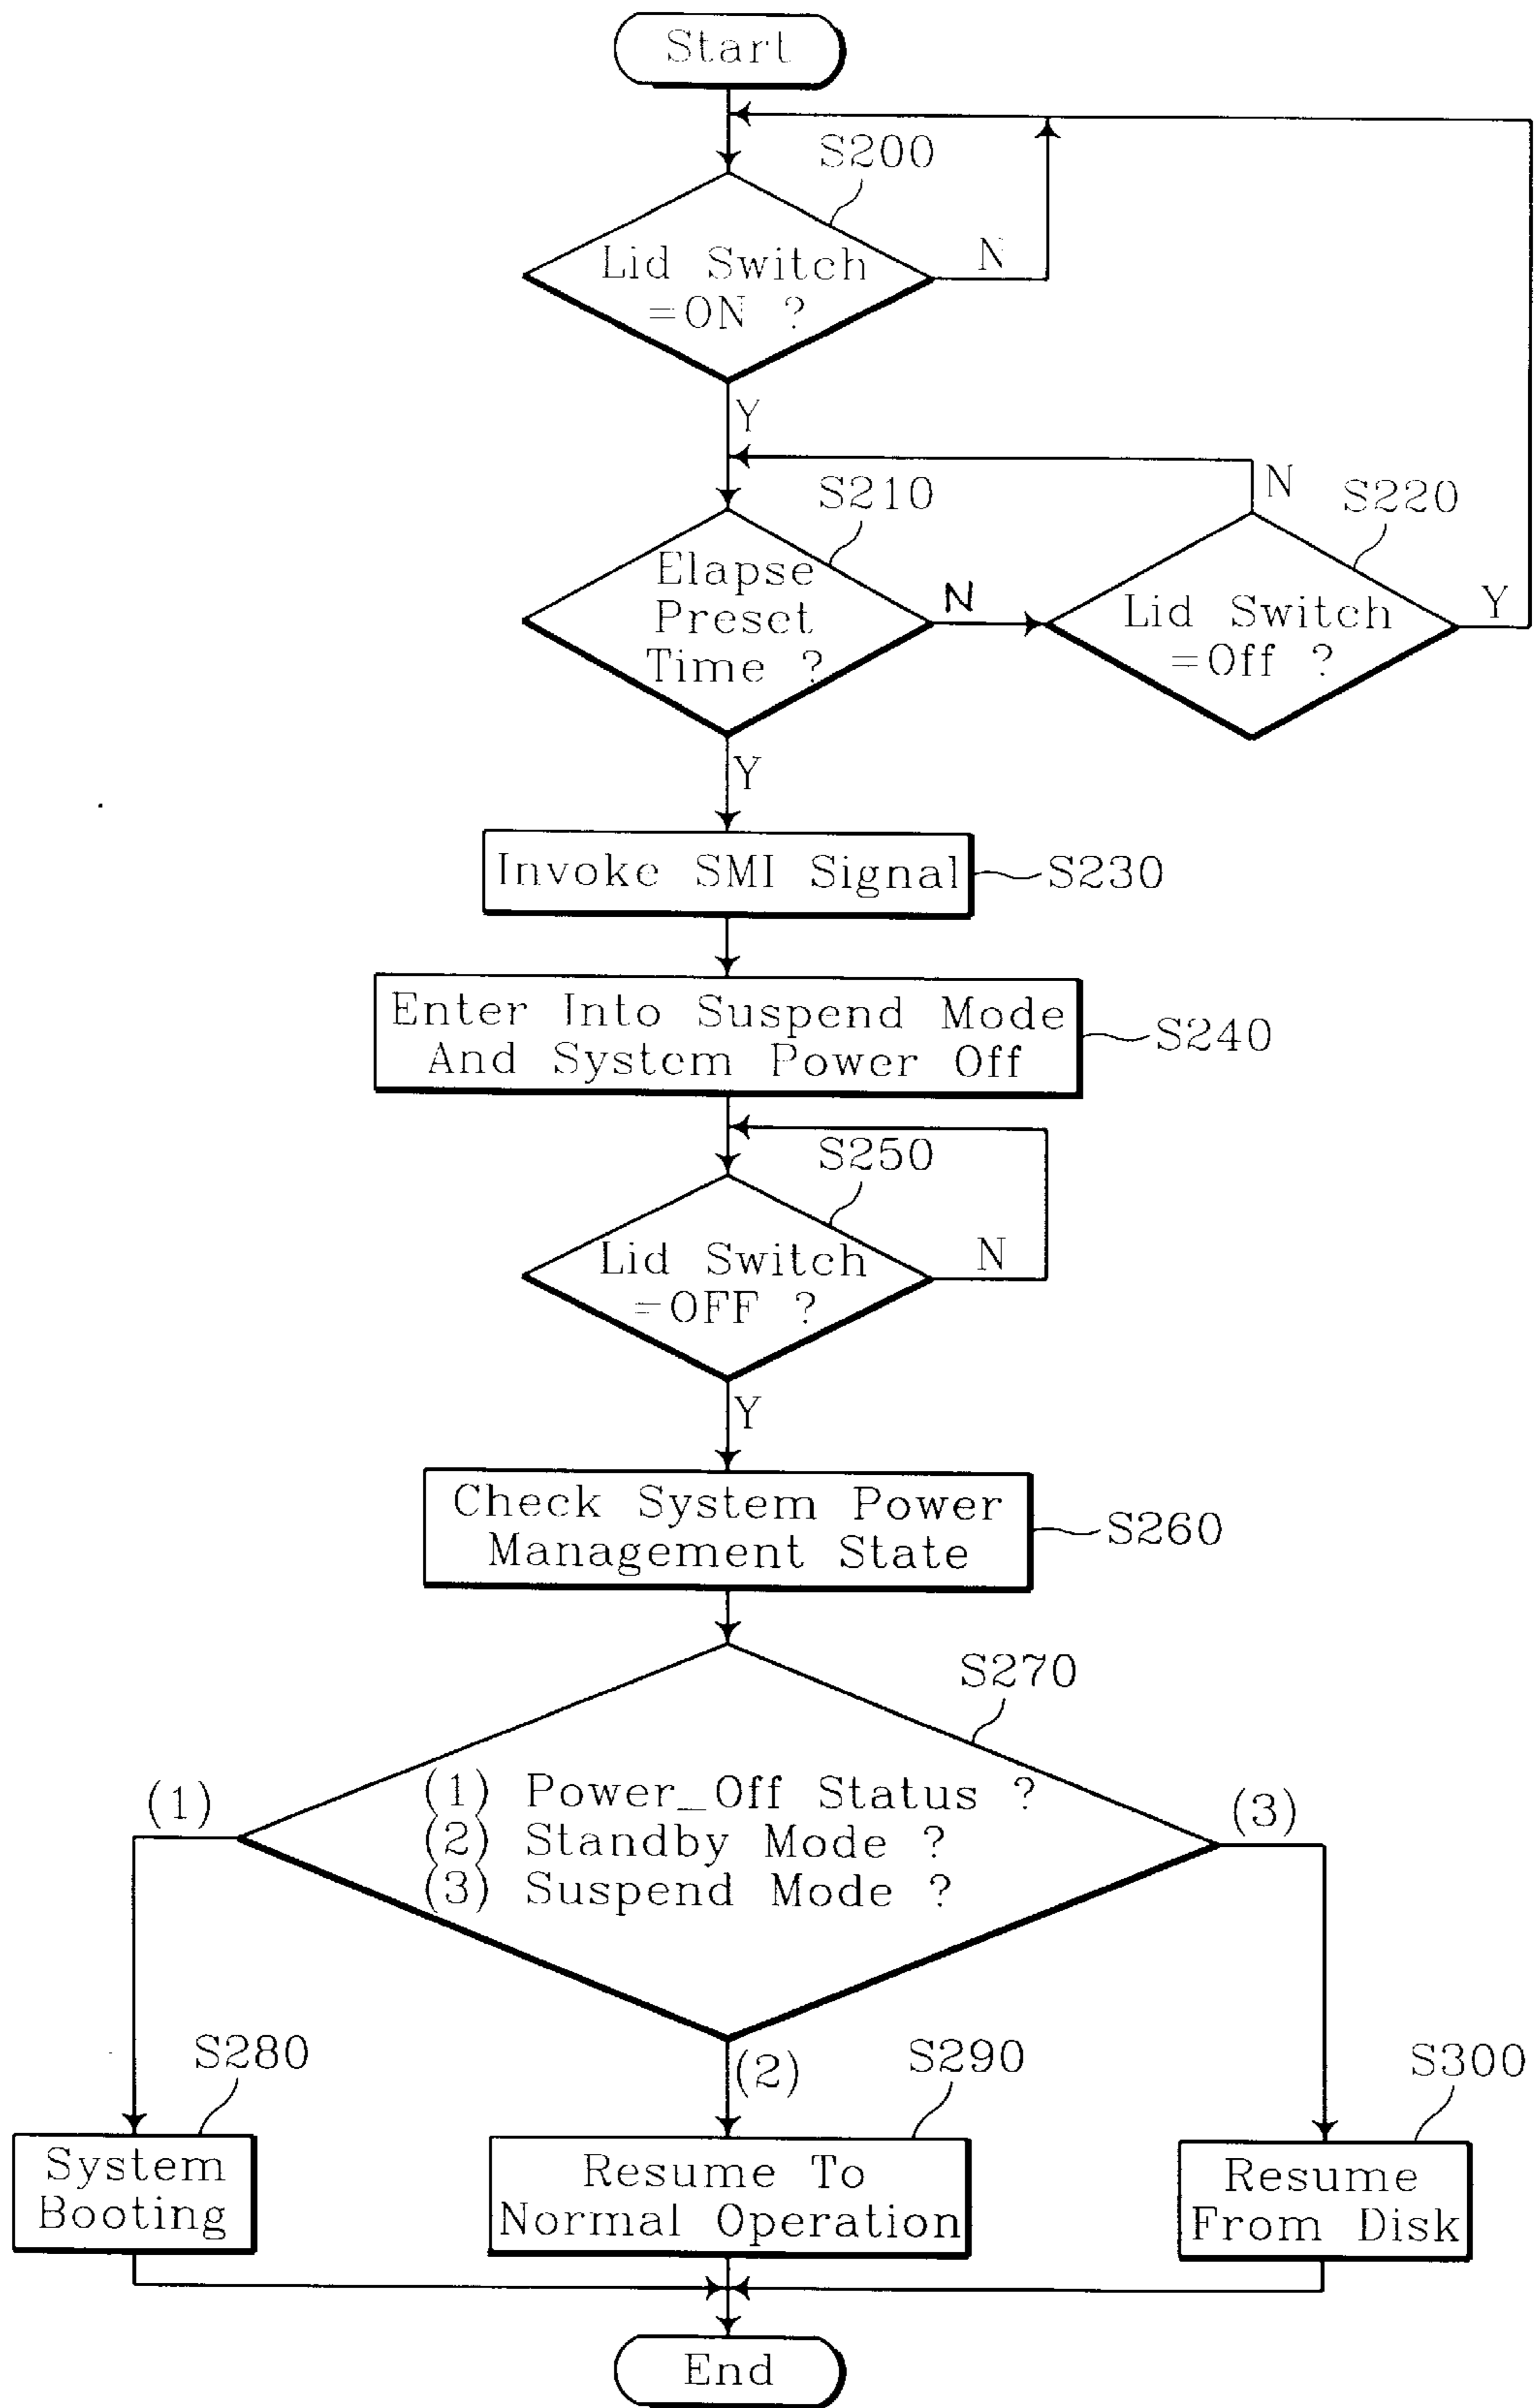 Start
S200
Lid Switch
=ON ?
N
Y
S210
N
S220
Elapse
Preset
Time ?
N
Lid Switch
=Off ?
Y
Y
Invoke SMI Signal
S230
Enter Into Suspend Mode
And System Power Off
S240
S250
Lid Switch
=OFF ?
N
Y
Check System Power
Management State
S260
S270
(1)
(1) Power_Off Status ?
(2) Standby Mode ?
(3) Suspend Mode ?
(3)
S280
(2)
S290
S300
System
Booting
Resume To
Normal Operation
Resume
From Disk
End